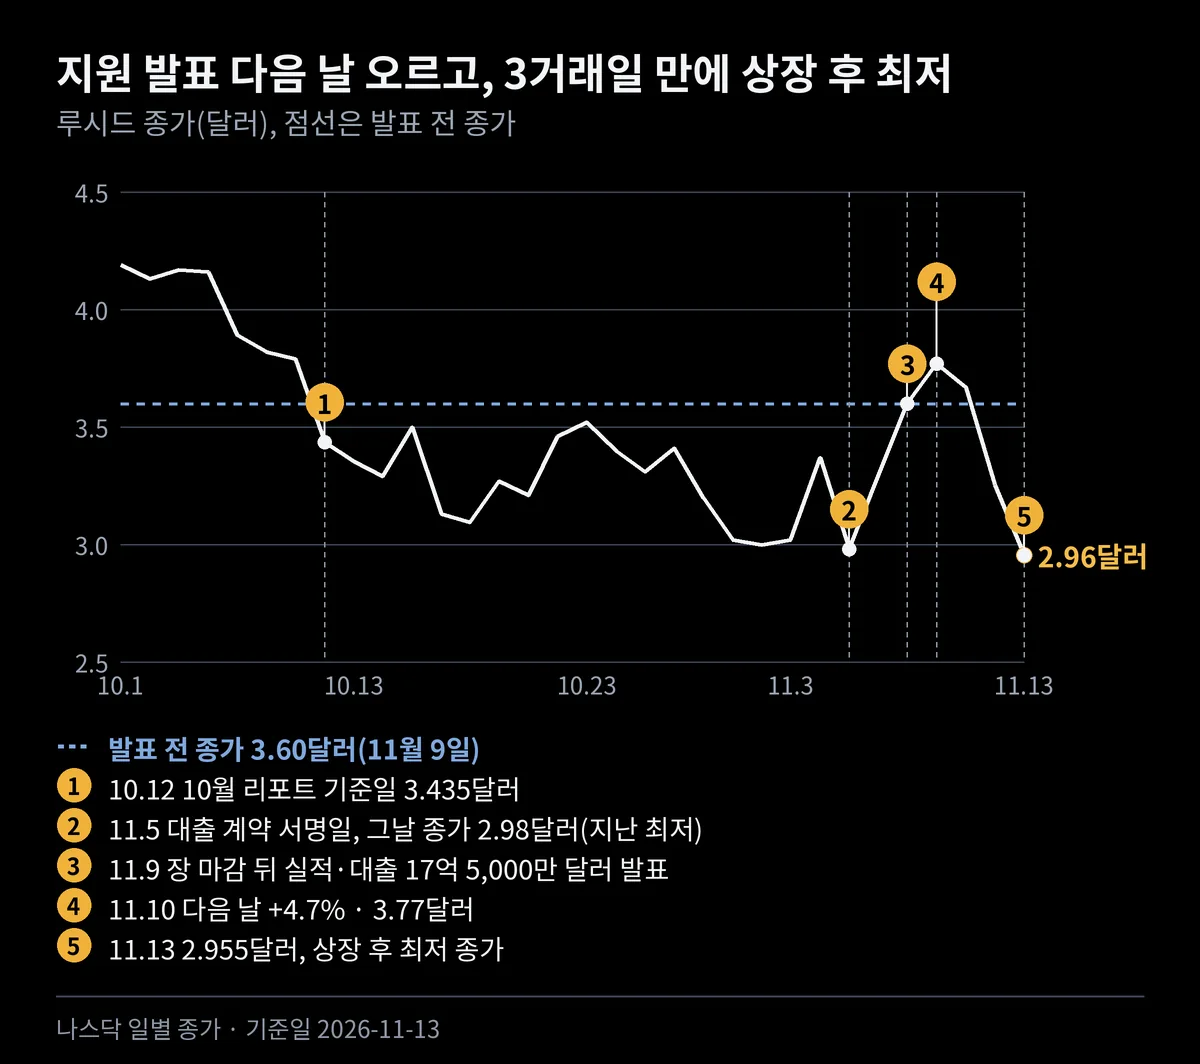 지원 발표 다음 날 오르고, 3거래일 만에 상장 후 최저
루시드 종가(달러), 점선은 발표 전 종가
4.5
4.0
3.5
3.0
2.5
1
2
3
4
5
2.96달러
10.1
10.13
10.23
11.3
11.13
발표 전 종가 3.60달러(11월 9일)
1 10.12 10월 리포트 기준일 3.435달러
2 11.5 대출 계약 서명일, 그날 종가 2.98달러(지난 최저)
3 11.9 장 마감 뒤 실적·대출 17억 5,000만 달러 발표
4 11.10 다음 날 +4.7% · 3.77달러
5 11.13 2.955달러, 상장 후 최저 종가
나스닥 일별 종가 · 기준일 2026-11-13